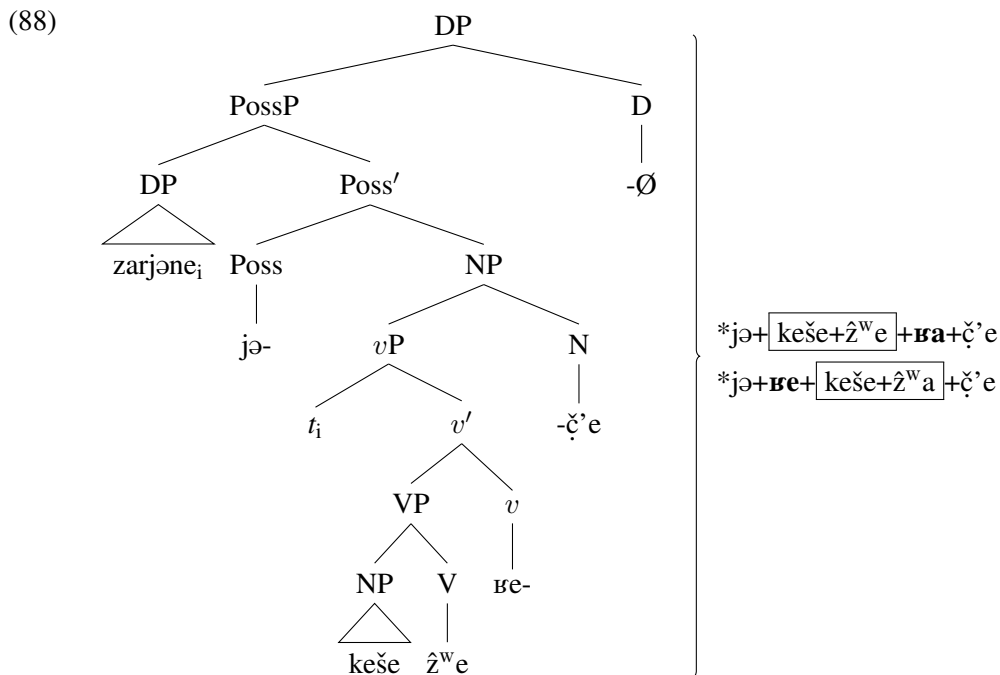 (88)
DP
PossP D
DP Poss′ -Ø
zarjəneᵢ Poss NP
jə- vP N
tᵢ v′ -č̣’e
VP v
NP V ʁe-
keše ẑʷe
*jə+keše+ẑʷe+ʁa+č̣’e
*jə+ʁe+keše+ẑʷa+č̣’e